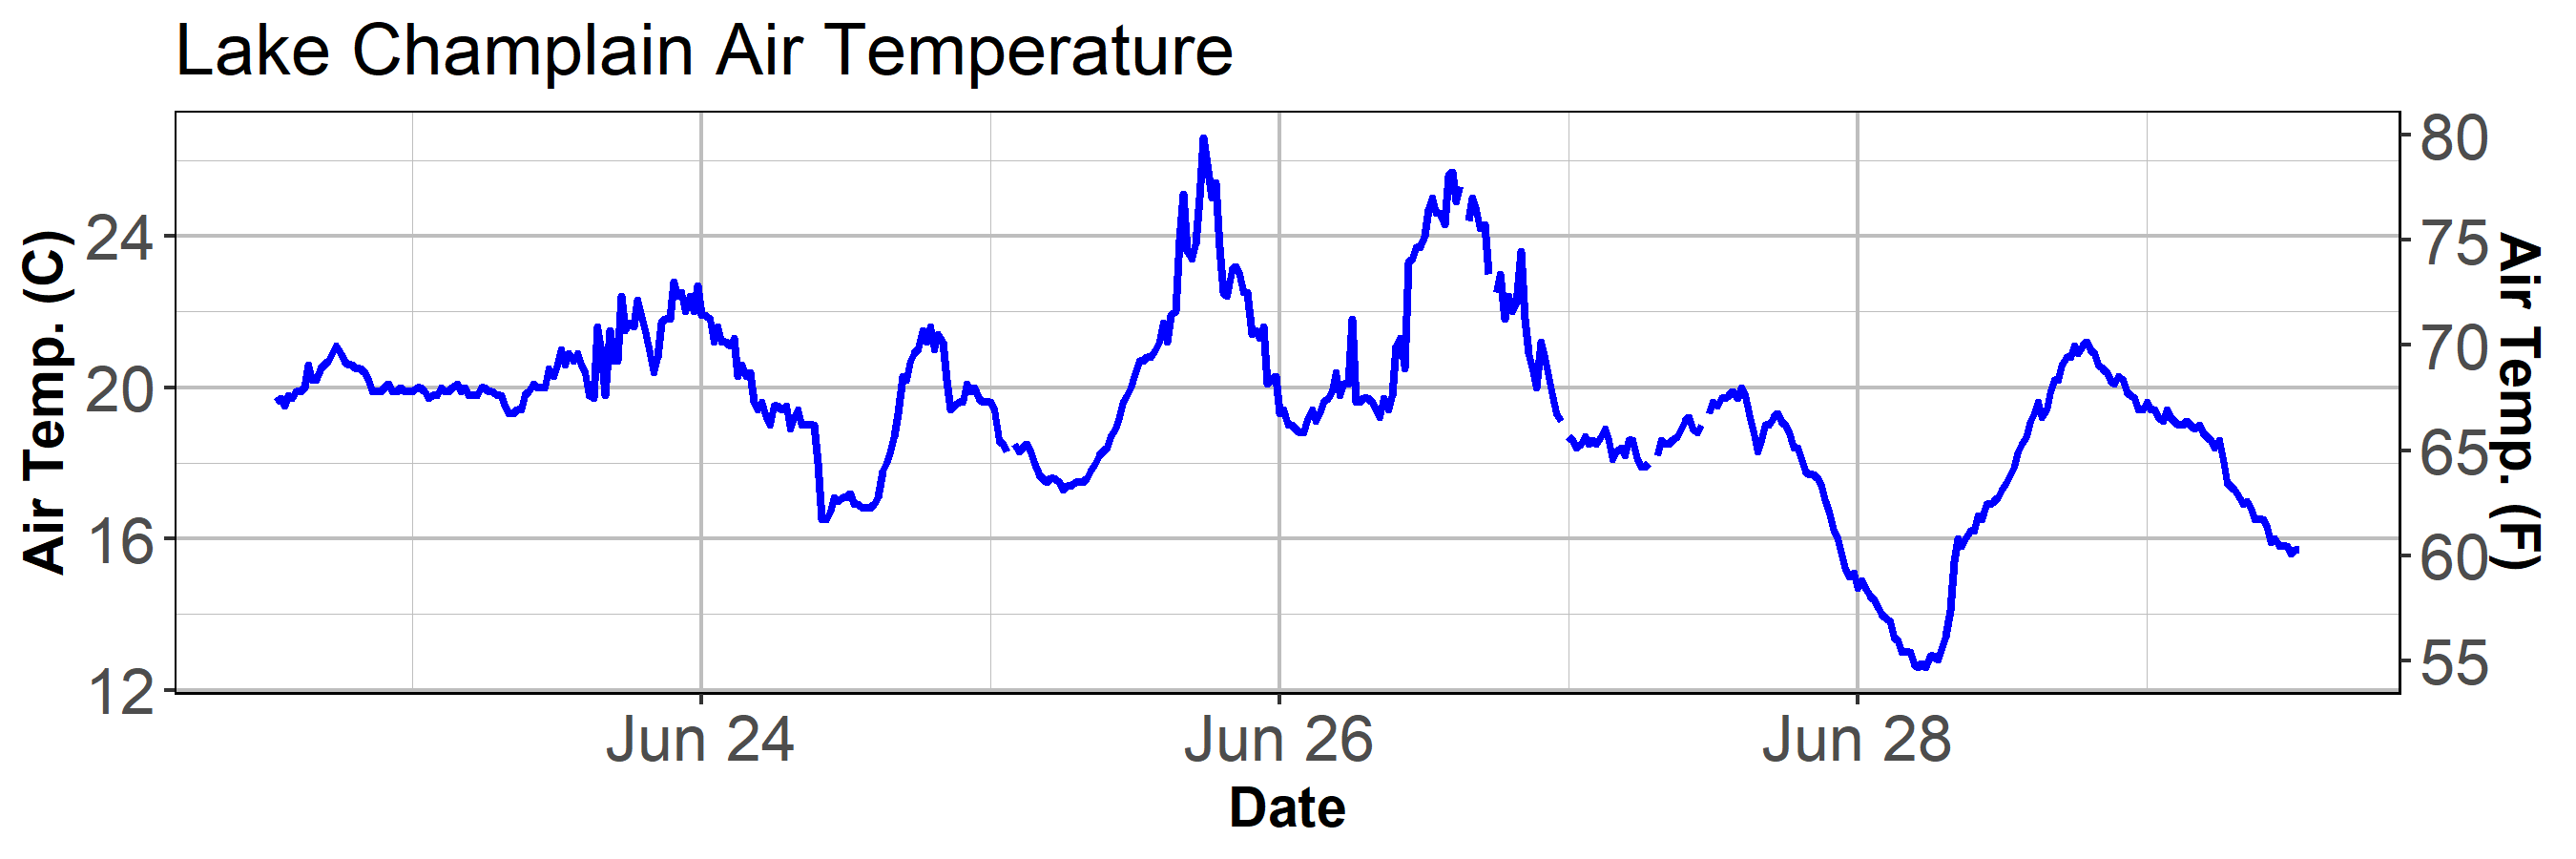 Lake Champlain Air Temperature
Air Temp. (C)
24
20
16
12
80
75
70
65
60
55
Air Temp. (F)
Jun 24 Jun 26 Jun 28
Date